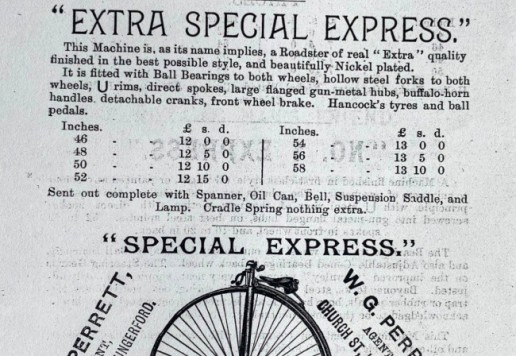 "EXTRA SPECIAL EXPRESS."
This Machine is, as its name implies, a Roadster of real "Extra" quality
finished in the best possible style, and beautifully Nickel plated.
It is fitted with Ball Bearings to both wheels, hollow steel forks to both
wheels, U rims, direct spokes, large flanged gun-metal hubs, buffalo-horn
handles. detachable cranks, front wheel brake. Hancock's tyres and ball
pedals.
Inches. £ s. d. Inches. £ s. d.
46 - 12 0 0 54 - 13 0 0
48 - 12 5 0 56 - 13 5 0
50 - 12 10 0 58 - 13 10 0
52 - 12 15 0
Sent out complete with Spanner, Oil Can, Bell, Suspension Saddle, and
Lamp. Cradle Spring nothing extra.
"SPECIAL EXPRESS."
PERRETT,
UNGERFORD.
W. G. PERR
CHURCH ST,
AGENT